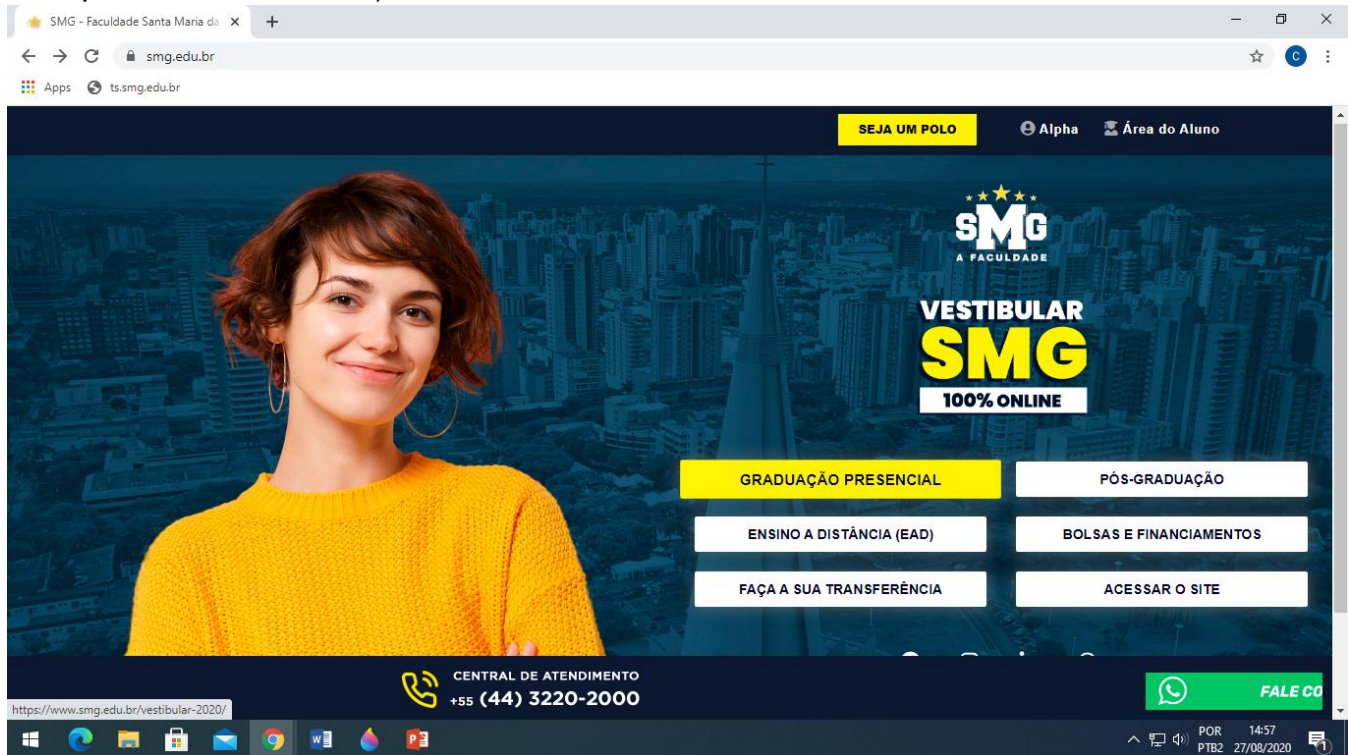 SMG - Faculdade Santa Maria da
smg.edu.br
C
Apps ts.smg.edu.br
SEJA UM POLO Alpha Área do Aluno
SMG
A FACULDADE
VESTIBULAR
SMG
100% ONLINE
GRADUAÇÃO PRESENCIAL PÓS-GRADUAÇÃO
ENSINO A DISTÂNCIA (EAD) BOLSAS E FINANCIAMENTOS
FAÇA A SUA TRANSFERÊNCIA ACESSAR O SITE
CENTRAL DE ATENDIMENTO
+55 (44) 3220-2000
FALE CO
https://www.smg.edu.br/vestibular-2020/
POR 14:57
PTB2 27/08/2020